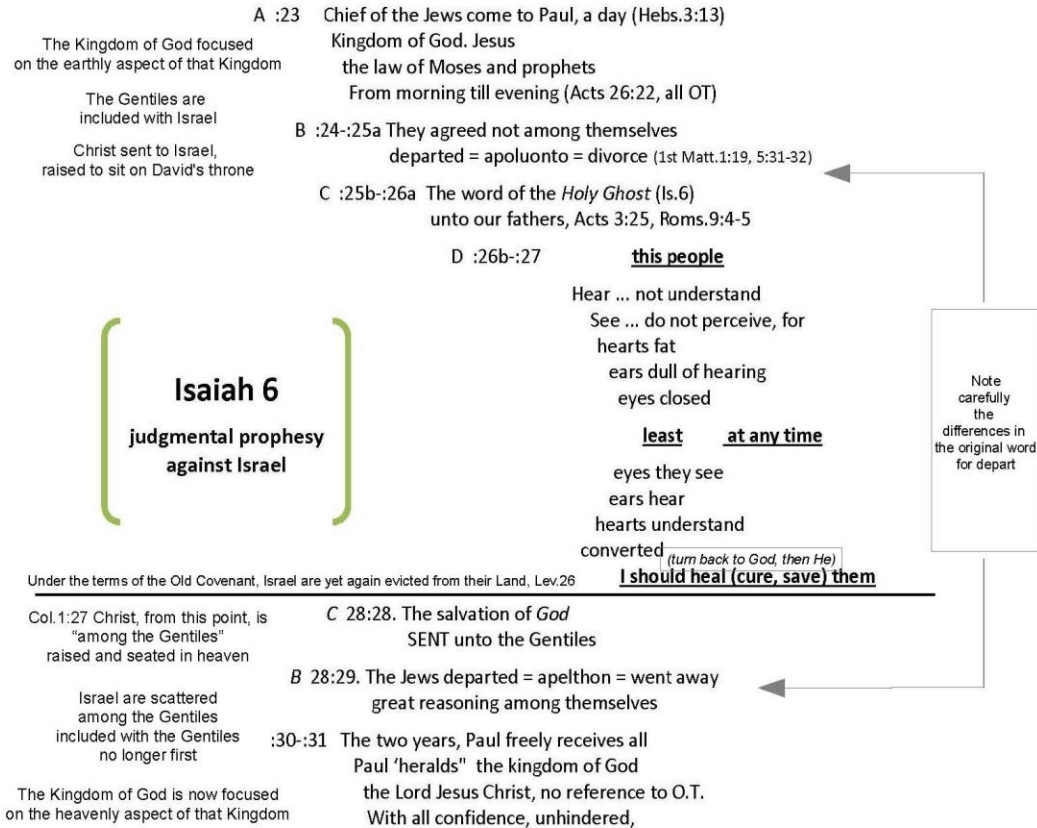 A :23 Chief of the Jews come to Paul, a day (Hebs.3:13)
The Kingdom of God focused
on the earthly aspect of that Kingdom
Kingdom of God. Jesus
the law of Moses and prophets
From morning till evening (Acts 26:22, all OT)
The Gentiles are
included with Israel
B :24-:25a They agreed not among themselves
departed = apoluonto = divorce (1st Matt.1:19, 5:31-32)
Christ sent to Israel,
raised to sit on David's throne
C :25b-:26a The word of the Holy Ghost (Is.6)
unto our fathers, Acts 3:25, Roms.9:4-5
D :26b-:27 this people
Hear ... not understand
See ... do not perceive, for
hearts fat
ears dull of hearing
eyes closed
Isaiah 6
judgmental prophesy
against Israel
Note
carefully
the
differences in
the original word
for depart
least at any time
eyes they see
ears hear
hearts understand
converted
(turn back to God, then He)
Under the terms of the Old Covenant, Israel are yet again evicted from their Land, Lev.26 I should heal (cure, save) them
C 28:28. The salvation of God
SENT unto the Gentiles
Col.1:27 Christ, from this point, is
“among the Gentiles”
raised and seated in heaven
B 28:29. The Jews departed = apelthon = went away
great reasoning among themselves
Israel are scattered
among the Gentiles
included with the Gentiles
no longer first
:30-:31 The two years, Paul freely receives all
Paul ‘heralds" the kingdom of God
the Lord Jesus Christ, no reference to O.T.
With all confidence, unhindered,
The Kingdom of God is now focused
on the heavenly aspect of that Kingdom